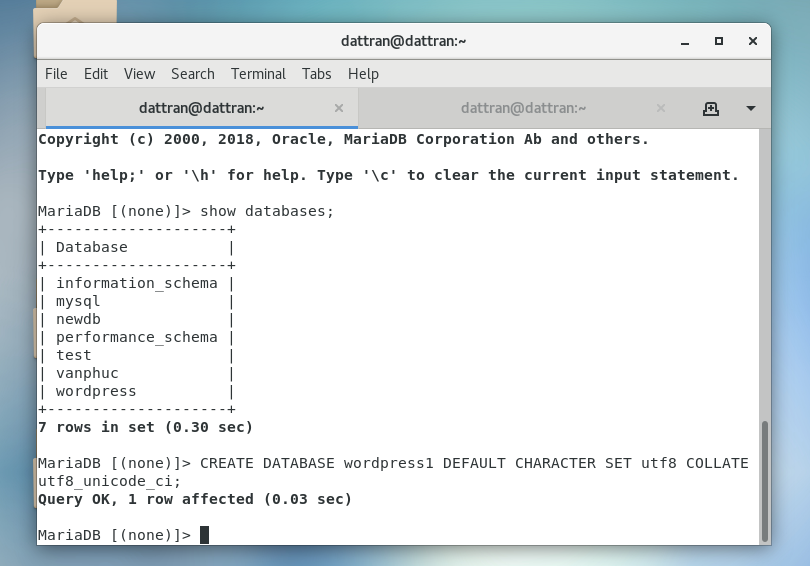 dattran@dattran:~
File Edit View Search Terminal Tabs Help
dattran@dattran:~ dattran@dattran:~
Copyright (c) 2000, 2018, Oracle, MariaDB Corporation Ab and others.
Type 'help;' or '\h' for help. Type '\c' to clear the current input statement.
MariaDB [(none)]> show databases;
+--------------------+
| Database           |
+--------------------+
| information_schema |
| mysql              |
| newdb              |
| performance_schema |
| test               |
| vanphuc            |
| wordpress          |
+--------------------+
7 rows in set (0.30 sec)
MariaDB [(none)]> CREATE DATABASE wordpress1 DEFAULT CHARACTER SET utf8 COLLATE
utf8_unicode_ci;
Query OK, 1 row affected (0.03 sec)
MariaDB [(none)]>